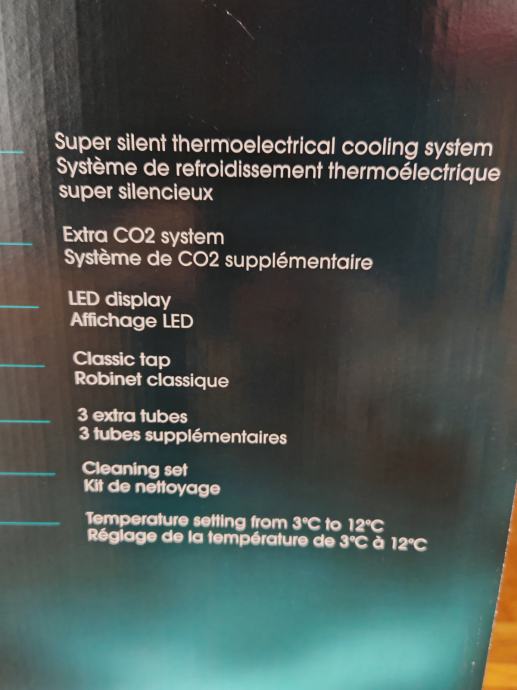 Super silent thermoelectrical cooling system
Système de refroidissement thermoélectrique
super silencieux
Extra CO2 system
Système de CO2 supplémentaire
LED display
Affichage LED
Classic tap
Robinet classique
3 extra tubes
3 tubes supplémentaires
Cleaning set
Kit de nettoyage
Temperature setting from 3°C to 12°C
Réglage de la température de 3°C à 12°C